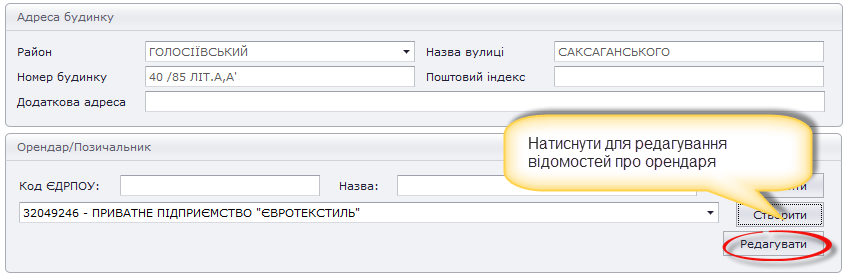 Адреса будинку
Район ГОЛОСІЇВСЬКИЙ Назва вулиці САКСАГАНСЬКОГО
Номер будинку 40 /85 ЛІТ.А,А' Поштовий індекс
Додаткова адреса
Орендар/Позичальник
Натиснути для редагування
відомостей про орендаря
Код ЄДРПОУ: Назва:
32049246 - ПРИВАТНЕ ПІДПРИЄМСТВО "ЄВРОТЕКСТИЛЬ" Створити
Редагувати